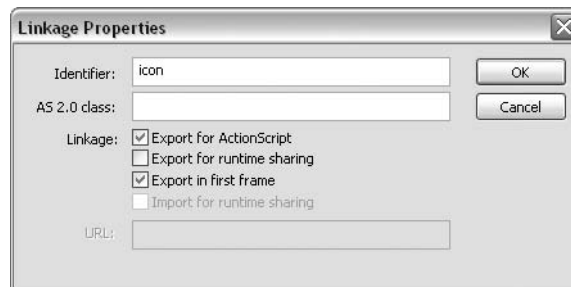 Linkage Properties
Identifier: icon OK
AS 2.0 class: Cancel
Linkage: Export for ActionScript
Export for runtime sharing
Export in first frame
Import for runtime sharing
URL: